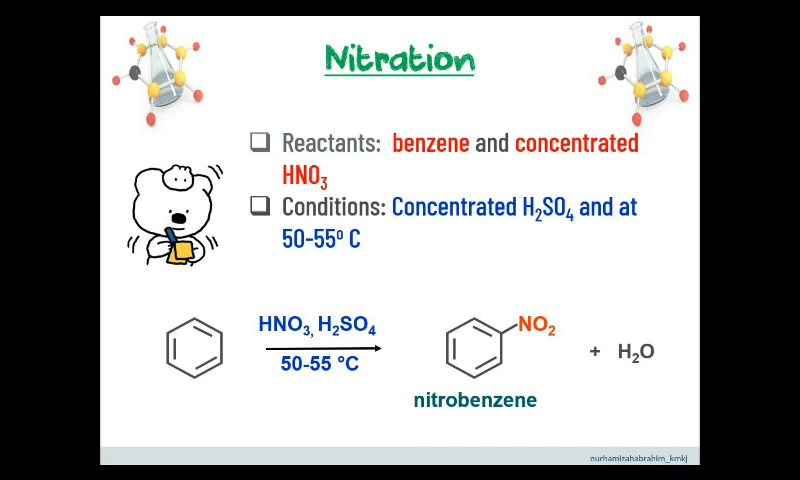 Nitration
❑ Reactants: benzene and concentrated
HNO₃
❑ Conditions: Concentrated H₂SO₄ and at
50-55⁰ C
HNO₃, H₂SO₄
50-55 °C
NO₂
+ H₂O
nitrobenzene
nurhamizahabrahim_kmkj